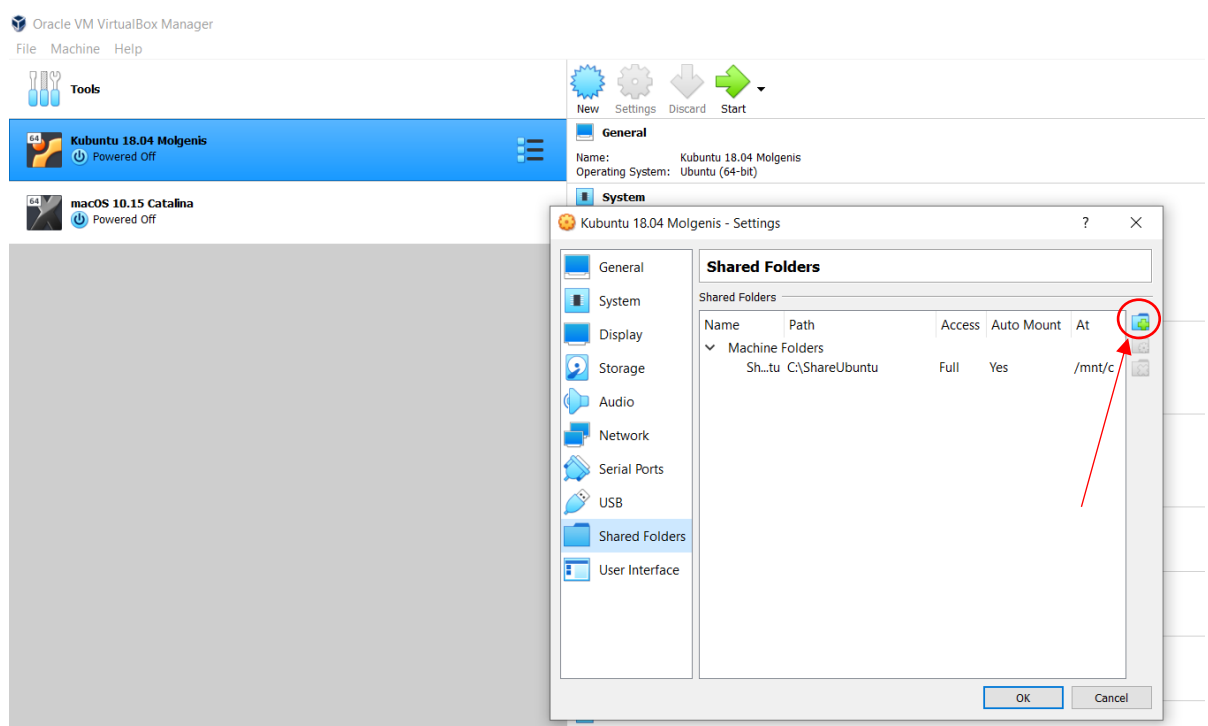 Oracle VM VirtualBox Manager
File Machine Help
Tools
New Settings Discard Start
64
Kubuntu 18.04 Molgenis
Powered Off
64
macOS 10.15 Catalina
Powered Off
General
Name: Kubuntu 18.04 Molgenis
Operating System: Ubuntu (64-bit)
System
Kubuntu 18.04 Molgenis - Settings ?
General
System
Display
Storage
Audio
Network
Serial Ports
USB
Shared Folders
User Interface
Shared Folders
Shared Folders
Name Path Access Auto Mount At
Machine Folders
Sh...tu C:\ShareUbuntu Full Yes /mnt/c
OK Cancel